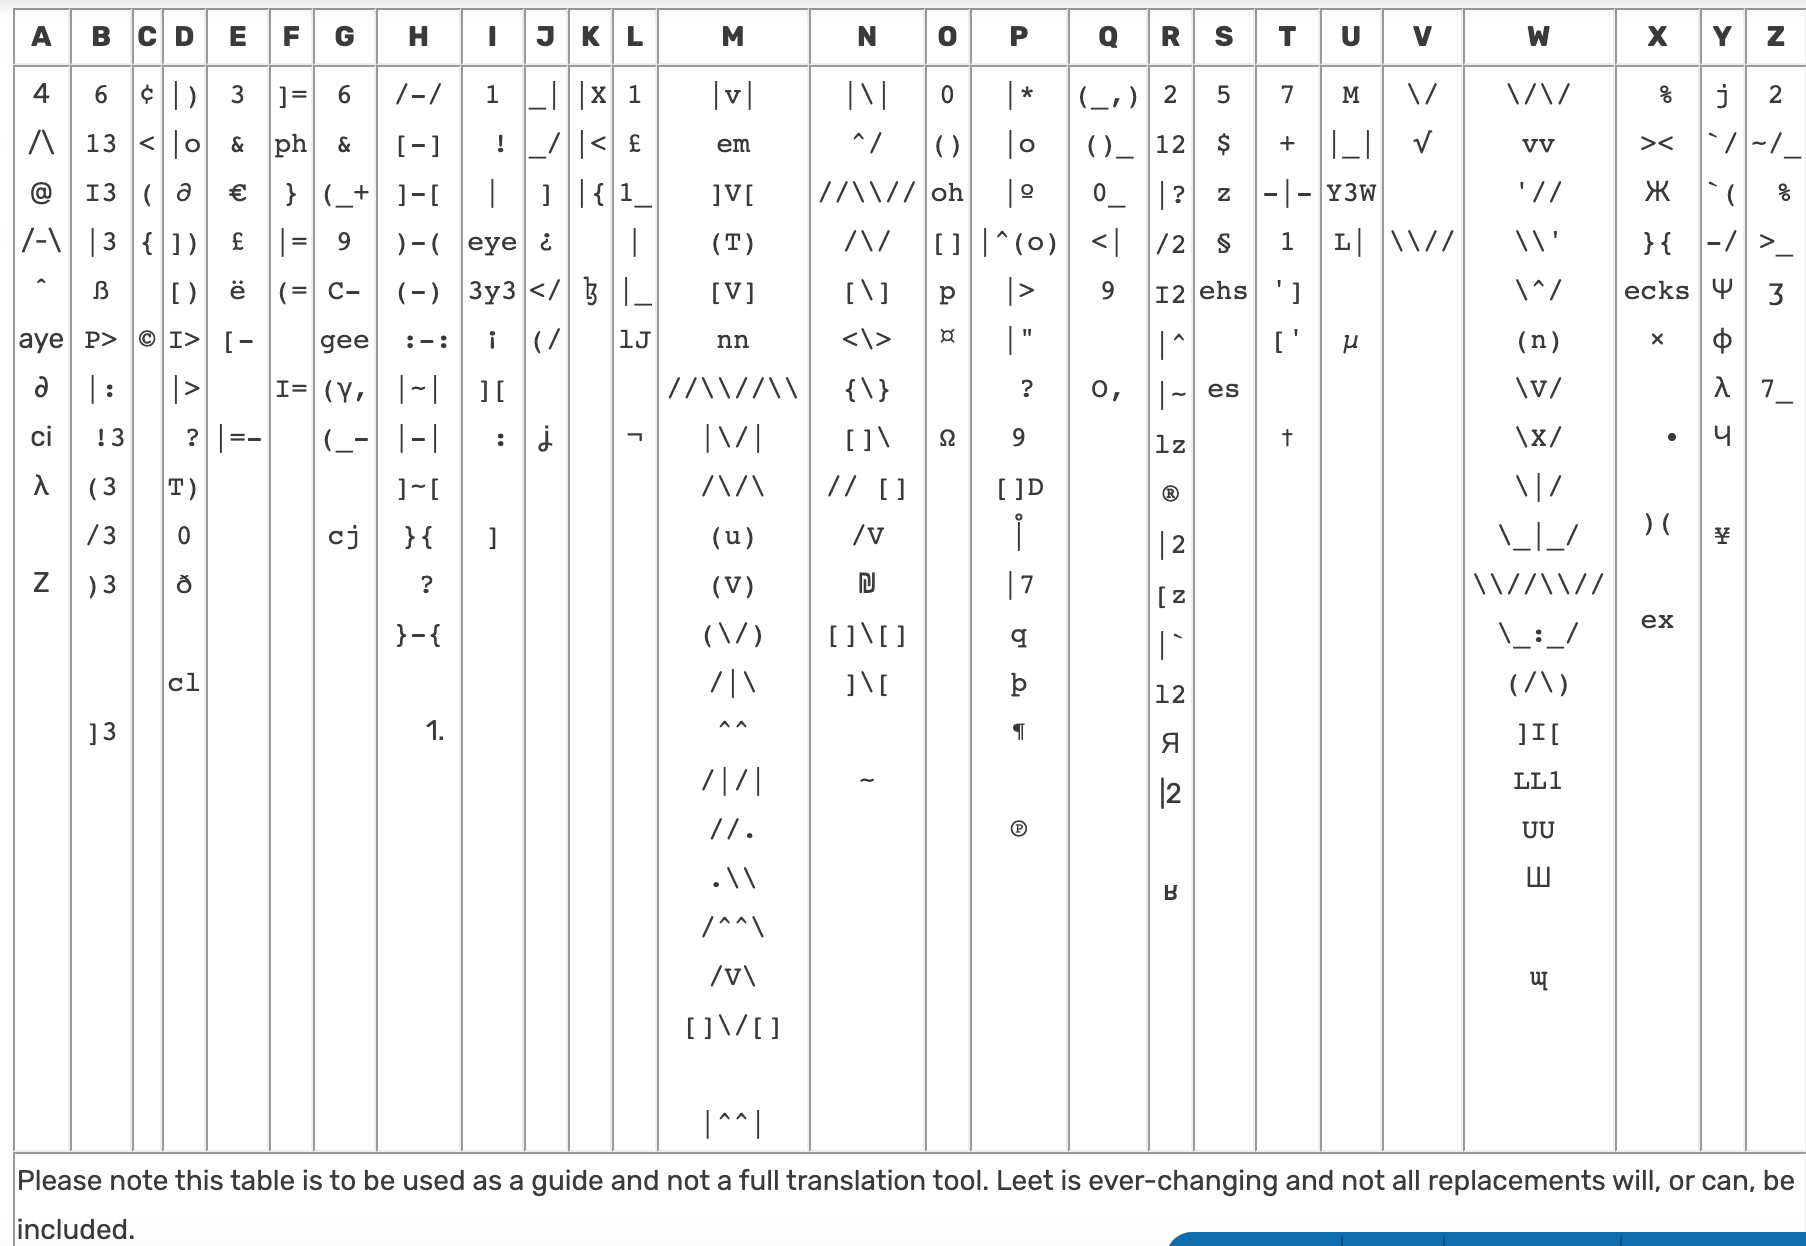 A B C D E F G H I J K L M N O P Q R S T U V W X Y Z
4 6 ¢ |) 3 ]= 6 /-/ 1 _| |X 1 |v| |\| 0 |* (_,) 2 5 7 M \/ \/\/ % j 2
/\ 13 < |o & ph & [-] ! _/ |< £ em ^/ () |o ()_ 12 $ + |_| √ vv >< `/ ~/_
@ I3 ( ∂ € } (_+ ]-[ | ] |{ 1_ ]V[ //\\// oh |º 0_ |? z -|- Y3W '// Ж `( %
/-\ |3 { ]) £ |= 9 )-( eye ¿ | (T) /\/ [] |^(o) <| /2 § 1 L| \\// \\' }{ -/ >_
ˆ ß [) ë (= C- (-) 3y3 </ ɮ |_ [V] [\] p |> 9 I2 ehs '] \^/ ecks Ψ Ʒ
aye P> © I> [- gee :-: ¡ (/ lJ nn <\> ¤ |" |^ [' µ (n) × φ
∂ |: |> I= (γ, |~| ][ //\\//\\ {\} ? O, |~ es \V/ λ 7_
ci !3 ? |=- (_- |-| : ʝ ¬ |\/| []\ Ω 9 lz † \X/ • Ч
λ (3 T) ]~[ /\/\ // [] []D ® \|/
/3 0 cj }{ ] (u) /V |̊ |2 \_|_/ )( ¥
Z )3 ð ? (V) ₪ |7 [z \\//\\//
}-{ (\/) []\[] q |` \_:_/ ex
cl /|\ ]\[ þ l2 (/\)
]3 1. ^^ ¶ Я ]I[
/|/| ~ |2 LL1
//. ℗ UU
.\\ ʁ Ш
/^^\
/V\ ɰ
[]\/[]
|^^|
Please note this table is to be used as a guide and not a full translation tool. Leet is ever-changing and not all replacements will, or can, be
included.